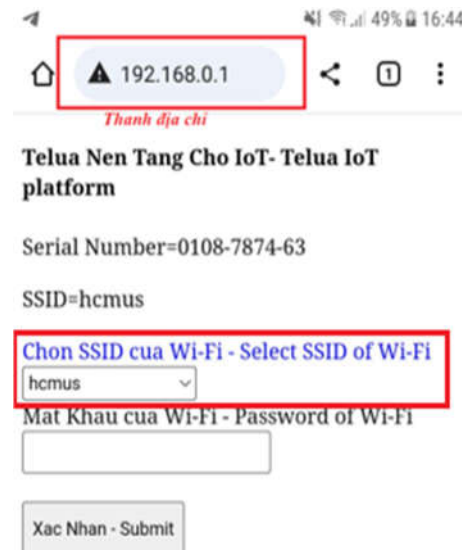 49% 16:44
192.168.0.1
1
Thanh địa chỉ
Telua Nen Tang Cho IoT- Telua IoT
platform
Serial Number=0108-7874-63
SSID=hcmus
Chon SSID cua Wi-Fi - Select SSID of Wi-Fi
hcmus
Mat Khau cua Wi-Fi - Password of Wi-Fi
Xac Nhan - Submit